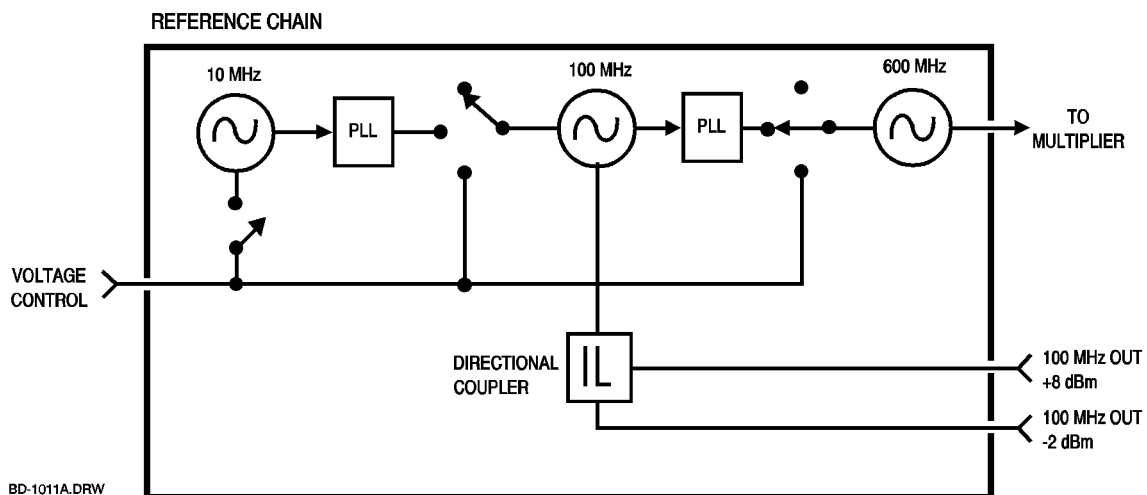 REFERENCE CHAIN
10 MHz
100 MHz
600 MHz
PLL
PLL
TO
MULTIPLIER
VOLTAGE
CONTROL
DIRECTIONAL
COUPLER
IL
100 MHz OUT
+8 dBm
100 MHz OUT
-2 dBm
BD-1011A.DRW